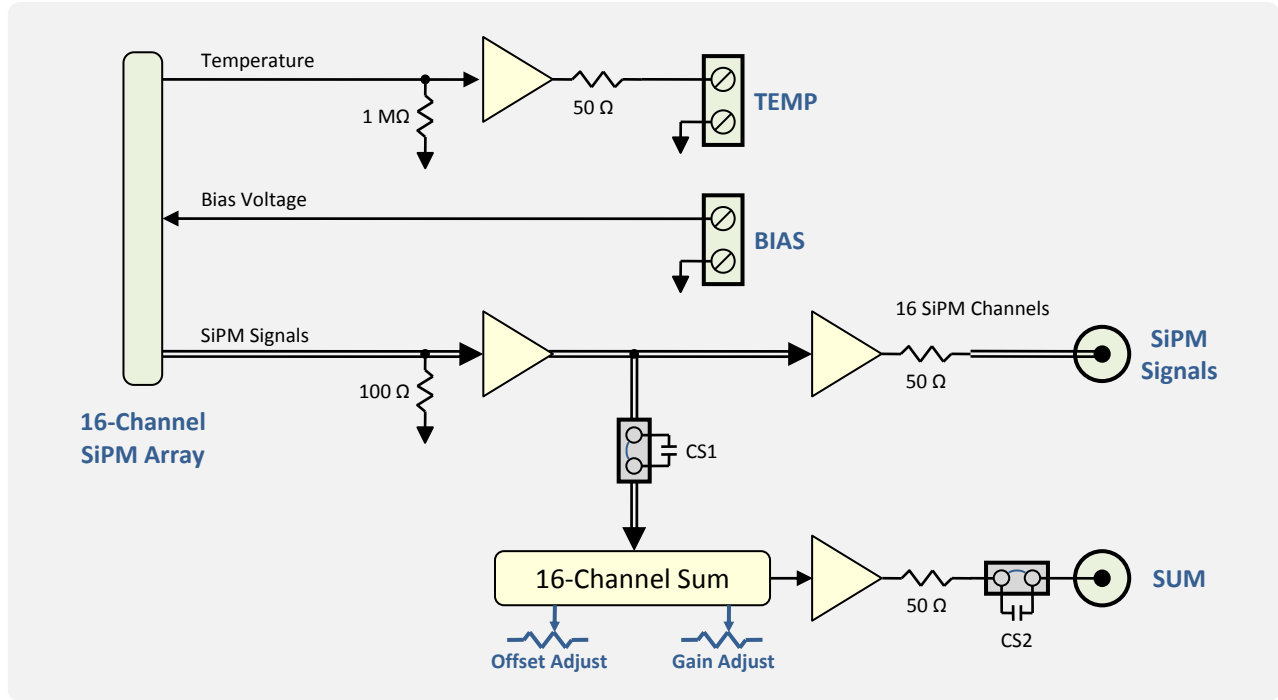 Temperature
1 MΩ
50 Ω
TEMP
Bias Voltage
BIAS
SiPM Signals
100 Ω
16 SiPM Channels
50 Ω
SiPM
Signals
16-Channel
SiPM Array
CS1
16-Channel Sum
50 Ω
CS2
SUM
Offset Adjust
Gain Adjust